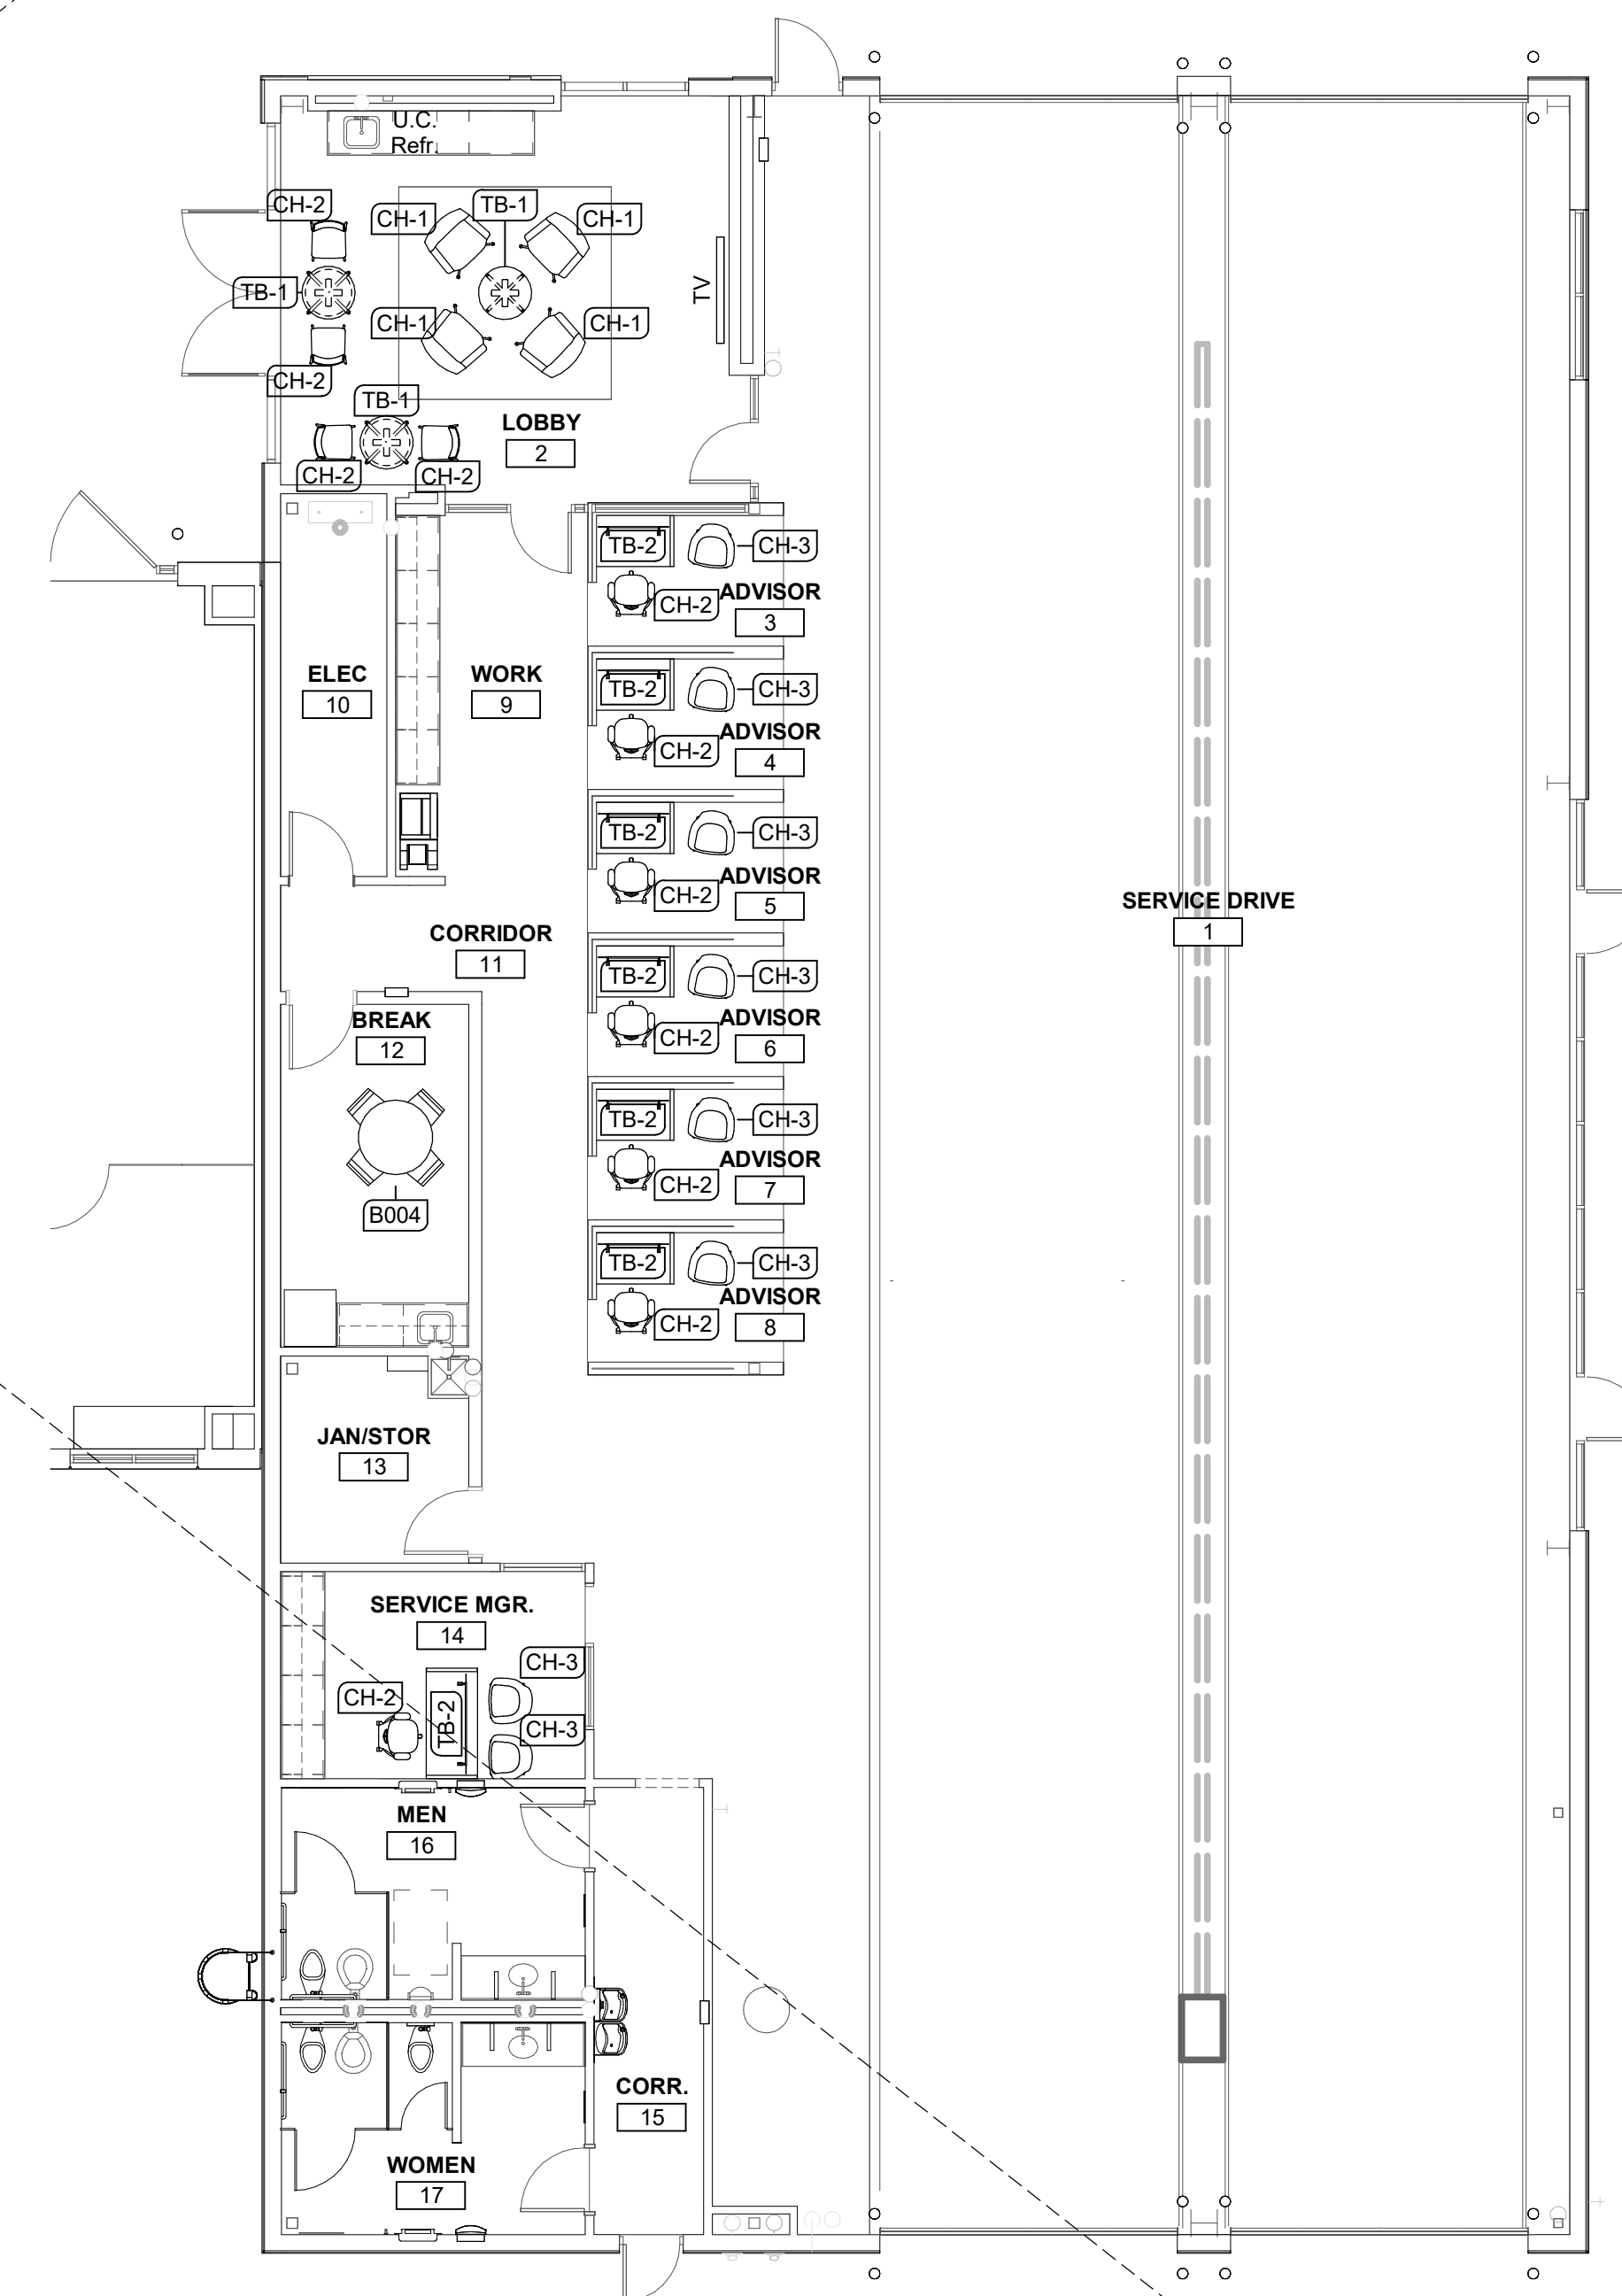 U.C.
Refr.
CH-2
CH-1
TB-1
CH-1
TB-1
TV
CH-1
CH-1
CH-2
TB-1
LOBBY
2
CH-2
CH-2
TB-2
CH-3
ADVISOR
CH-2
3
ELEC
10
WORK
9
TB-2
CH-3
ADVISOR
CH-2
4
TB-2
CH-3
ADVISOR
CH-2
5
SERVICE DRIVE
1
CORRIDOR
11
TB-2
CH-3
ADVISOR
CH-2
6
BREAK
12
TB-2
CH-3
ADVISOR
CH-2
7
B004
TB-2
CH-3
ADVISOR
CH-2
8
JAN/STOR
13
SERVICE MGR.
14
CH-3
CH-2
TB-2
CH-3
MEN
16
CORR.
15
WOMEN
17